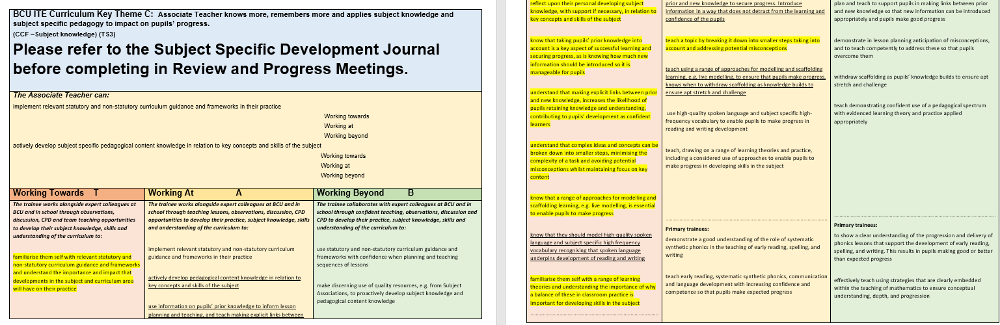 BCU ITE Curriculum Key Theme C: Associate Teacher knows more, remembers more and applies subject knowledge and
subject specific pedagogy to impact on pupils' progress.
(CCF –Subject knowledge) (TS3)
Please refer to the Subject Specific Development Journal
before completing in Review and Progress Meetings.
The Associate Teacher can:
implement relevant statutory and non-statutory curriculum guidance and frameworks in their practice
Working towards
Working at
Working beyond
actively develop subject specific pedagogical content knowledge in relation to key concepts and skills of the subject
Working towards
Working at
Working beyond
Working Towards T
The trainee works alongside expert colleagues at
BCU and in school through observations,
discussion, CPD and team teaching opportunities
to develop their subject knowledge, skills and
understanding of the curriculum to:
familiarise them self with relevant statutory and
non-statutory curriculum guidance and frameworks
and understand the importance and impact that
developments in the subject and curriculum area
will have on their practice
Working At A
The trainee works alongside expert colleagues at BCU and in
school through teaching lessons, observations, discussion, CPD
opportunities to develop their practice, subject knowledge, skills
and understanding of the curriculum to:
implement relevant statutory and non-statutory curriculum
guidance and frameworks in their practice
actively develop pedagogical content knowledge in relation to
key concepts and skills of the subject
use information on pupils' prior knowledge to inform lesson
planning and teaching, and teach making explicit links between
Working Beyond B
The trainee collaborates with expert colleagues at BCU and in
school through confident teaching, observations, discussion and
CPD to develop their practice, subject knowledge, skills and
understanding of the curriculum to:
use statutory and non-statutory curriculum guidance and
frameworks with confidence when planning and teaching
sequences of lessons
make discerning use of quality resources, e.g. from Subject
Associations, to proactively develop subject knowledge and
pedagogical content knowledge
reflect upon their personal developing subject
knowledge, with support if necessary, in relation to
key concepts and skills of the subject
know that taking pupils' prior knowledge into
account is a key aspect of successful learning and
securing progress, as is knowing how much new
information should be introduced so it is
manageable for pupils
understand that making explicit links between prior
and new knowledge, increases the likelihood of
pupils retaining knowledge and understanding,
contributing to pupils' development as confident
learners
understand that complex ideas and concepts can be
broken down into smaller steps, minimising the
complexity of a task and avoiding potential
misconceptions whilst maintaining focus on key
content
know that a range of approaches for modelling and
scaffolding learning, e.g. live modelling, is essential
to enable pupils to make progress
know that they should model high-quality spoken
language and subject specific high frequency
vocabulary recognising that spoken language
underpins development of reading and writing
familiarise them self with a range of learning
theories and understanding the importance of why
a balance of these in classroom practice is
important for developing skills in the subject
prior and new knowledge to secure progress. Introduce
information in a way that does not detract from the learning and
confidence of the pupils
teach a topic by breaking it down into smaller steps taking into
account and addressing potential misconceptions
teach using a range of approaches for modelling and scaffolding
learning, e.g. live modelling, to ensure that pupils make progress,
knows when to withdraw scaffolding as knowledge builds to
ensure apt stretch and challenge
use high-quality spoken language and subject specific high-
frequency vocabulary to enable pupils to make progress in
reading and writing development
teach, drawing on a range of learning theories and practice,
including a considered use of approaches to enable pupils to
make progress in developing skills in the subject
Primary trainees:
demonstrate a good understanding of the role of systematic
synthetic phonics in the teaching of early reading, spelling, and
writing
teach early reading, systematic synthetic phonics, communication
and language development with increasing confidence and
competence so that pupils make expected progress
plan and teach to support pupils in making links between prior
and new knowledge so that new information can be introduced
appropriately and pupils make good progress
demonstrate in lesson planning anticipation of misconceptions,
and to teach competently to address these so that pupils
overcome them
withdraw scaffolding as pupils' knowledge builds to ensure apt
stretch and challenge
teach demonstrating confident use of a pedagogical spectrum
with evidenced learning theory and practice applied
appropriately
Primary trainees:
to show a clear understanding of the progression and delivery of
phonics lessons that support the development of early reading,
spelling, and writing. This results in pupils making good or better
than expected progress
effectively teach using strategies that are clearly embedded
within the teaching of mathematics to ensure conceptual
understanding, depth, and progression